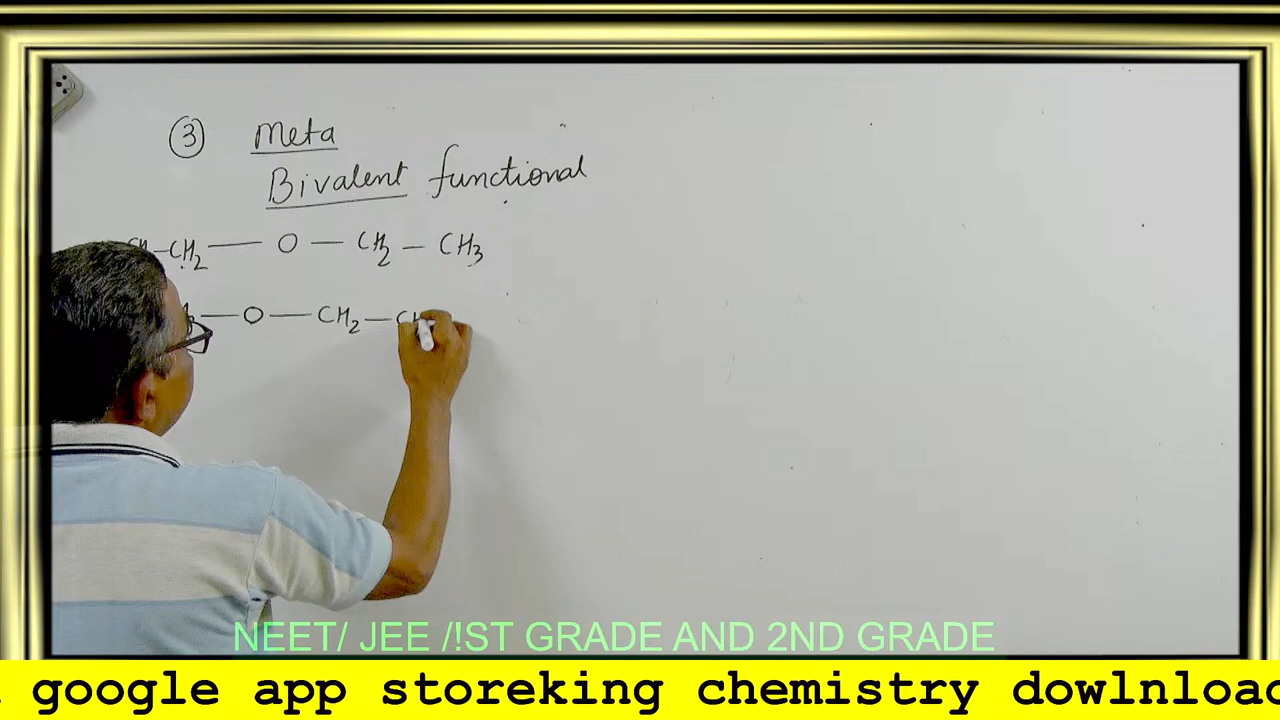 ③ Meta
Bivalent functional
CH2 — O — CH2 — CH3
— O — CH2 —
NEET/ JEE /!ST GRADE AND 2ND GRADE
google app storeking chemistry dowlnload